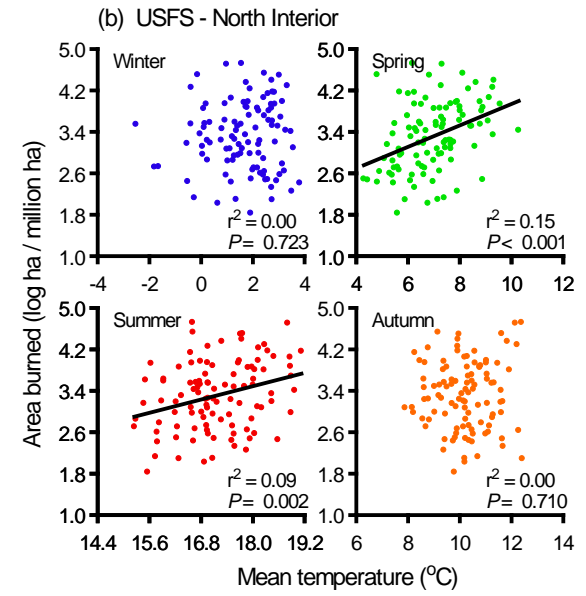 (b) USFS - North Interior
Area burned (log ha / million ha)
5.0
4.2
3.4
2.6
1.8
1.0
Winter
r² = 0.00
P= 0.723
-4 -2 0 2 4
5.0
4.2
3.4
2.6
1.8
1.0
Spring
r² = 0.15
P< 0.001
4 6 8 10 12
5.0
4.2
3.4
2.6
1.8
1.0
Summer
r² = 0.09
P= 0.002
14.4 15.6 16.8 18.0 19.2
5.0
4.2
3.4
2.6
1.8
1.0
Autumn
r² = 0.00
P= 0.710
6 8 10 12 14
Mean temperature (°C)